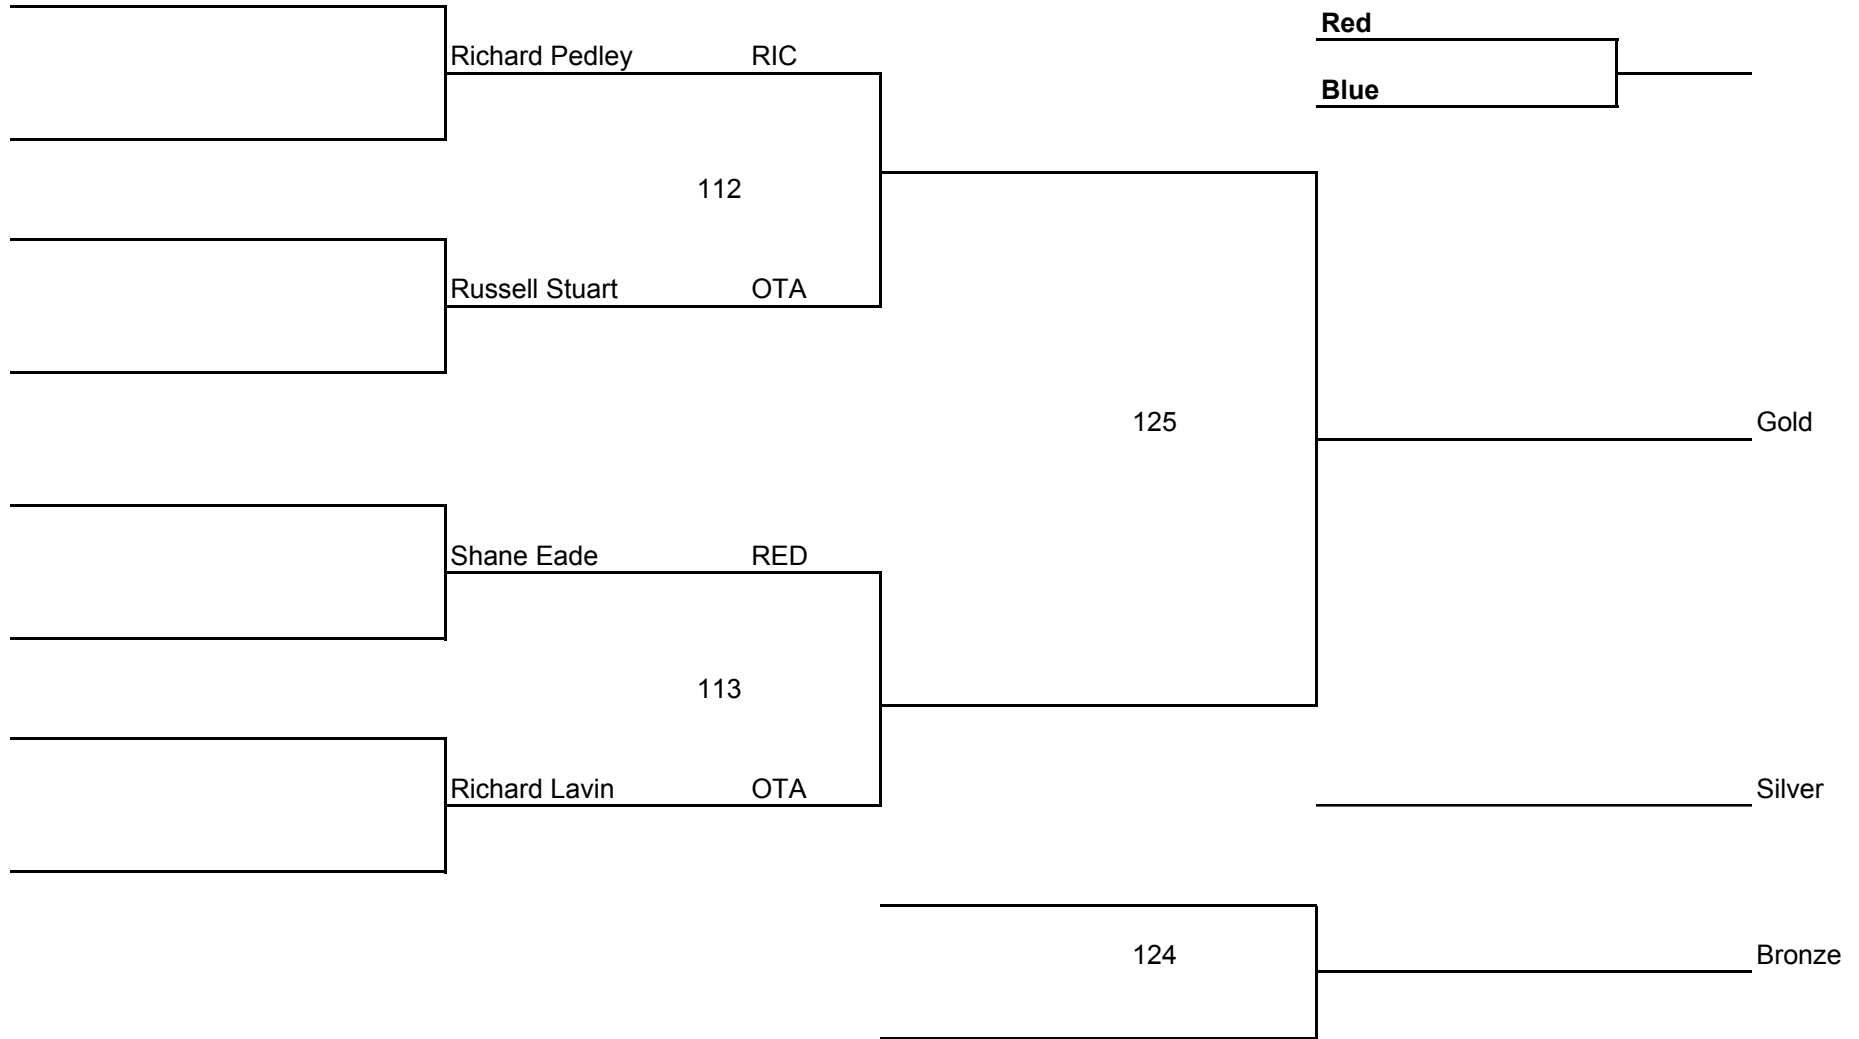 Red
Richard Pedley RIC
Blue
112
Russell Stuart OTA
125 Gold
Shane Eade RED
113
Richard Lavin OTA Silver
124 Bronze